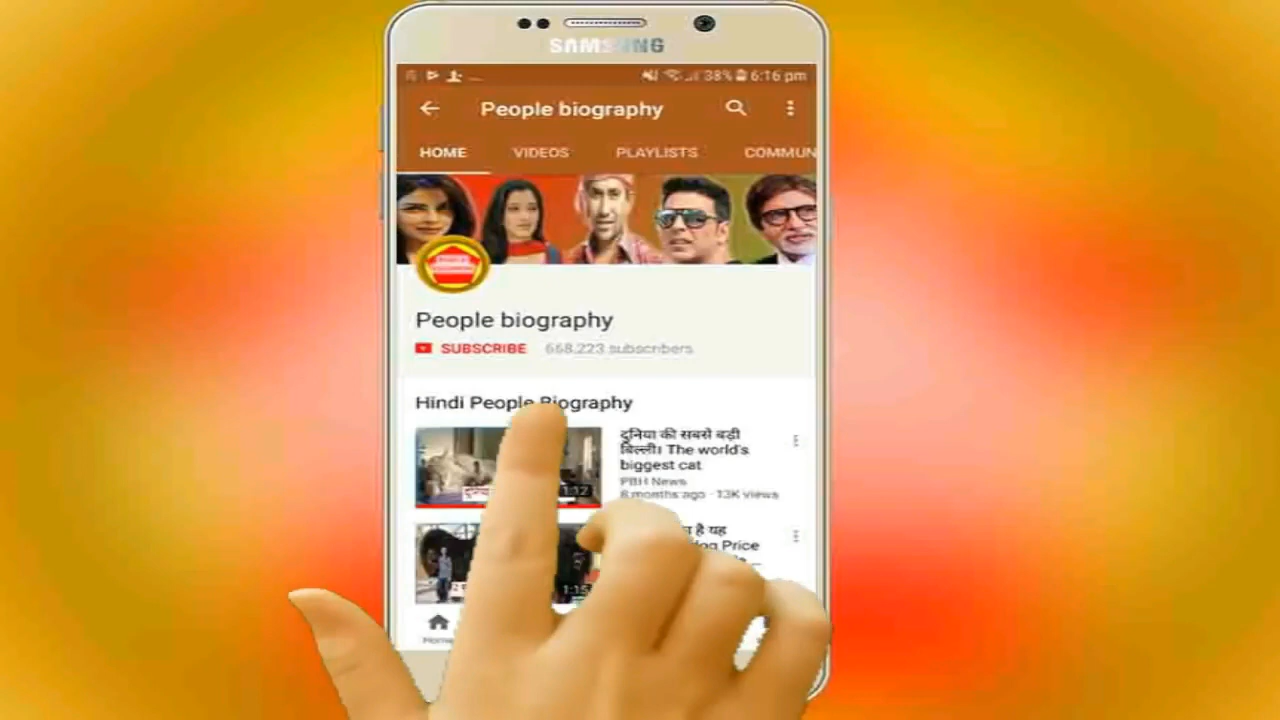 SAMSUNG
38% 6:16 pm
People biography
HOME VIDEOS PLAYLISTS COMMUN
People biography
SUBSCRIBE 668,223 subscribers
Hindi People Biography
दुनिया की सबसे बड़ी
बिल्ली। The world's
biggest cat
PBH News
8 months ago · 13K views
1:12
है यह
Price
1:15
Home